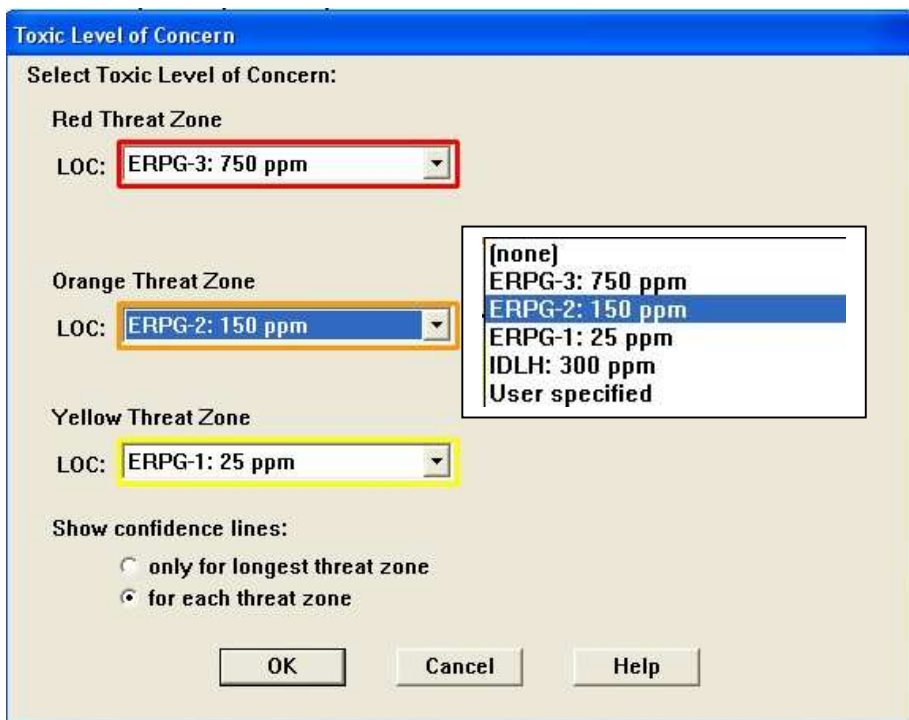 Toxic Level of Concern
Select Toxic Level of Concern:
Red Threat Zone
LOC: ERPG-3: 750 ppm
Orange Threat Zone
LOC: ERPG-2: 150 ppm
(none)
ERPG-3: 750 ppm
ERPG-2: 150 ppm
ERPG-1: 25 ppm
IDLH: 300 ppm
User specified
Yellow Threat Zone
LOC: ERPG-1: 25 ppm
Show confidence lines:
only for longest threat zone
for each threat zone
OK Cancel Help